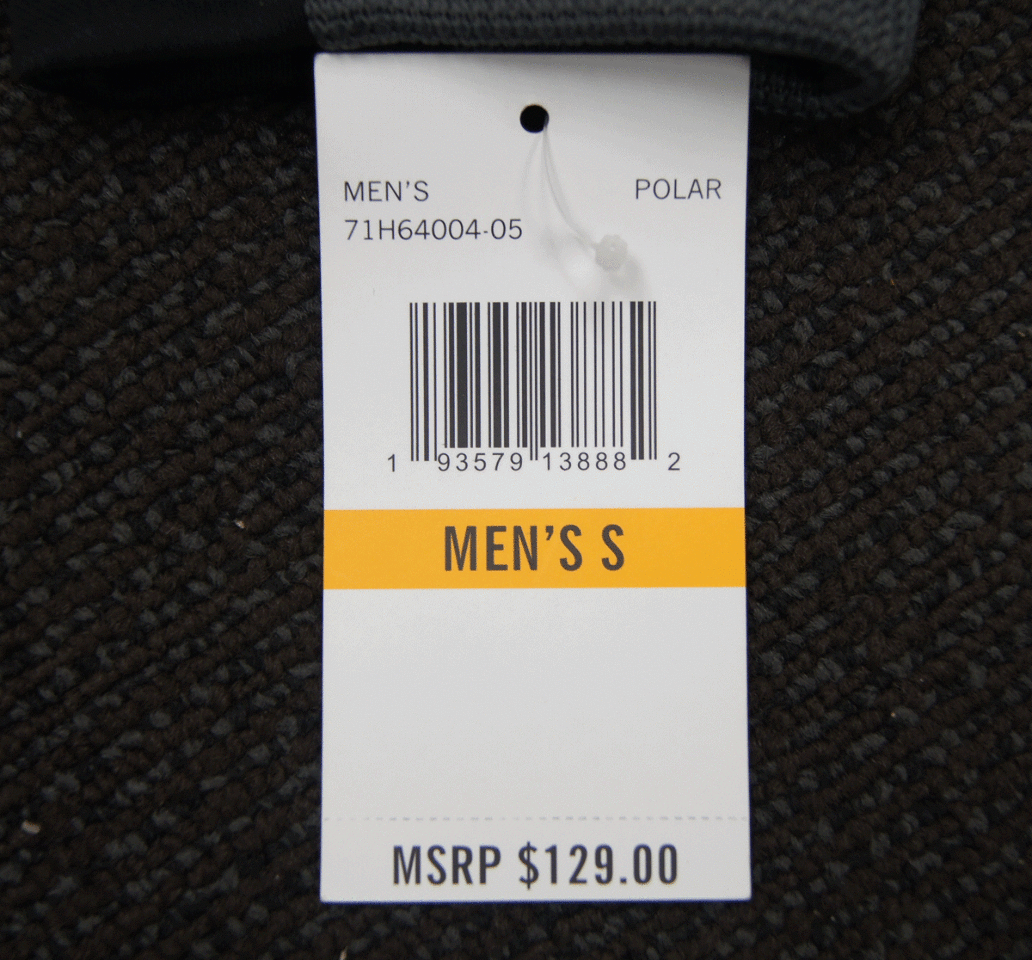 MEN'S POLAR
71H64004-05
1 93579 13888 2
MEN'S S
MSRP $129.00